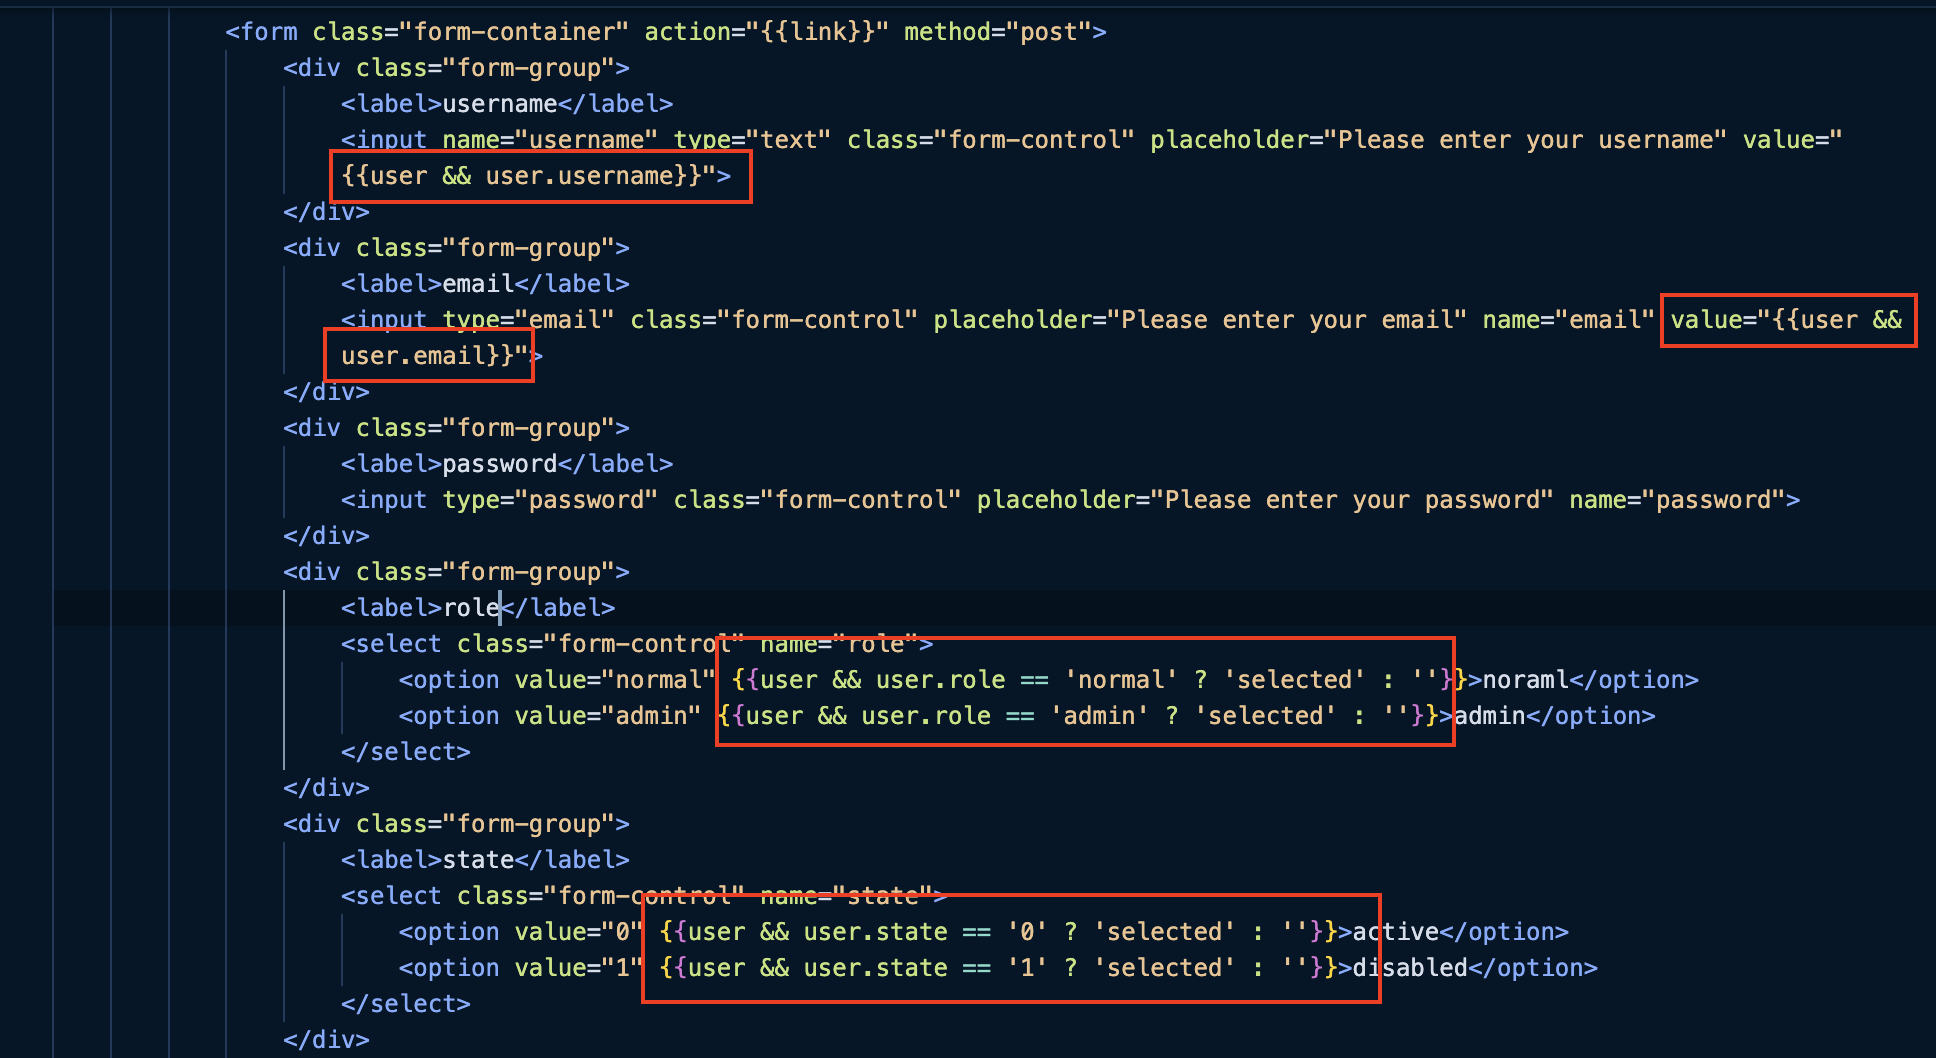 <form class="form-container" action="{{link}}" method="post">
<div class="form-group">
<label>username</label>
<input name="username" type="text" class="form-control" placeholder="Please enter your username" value="
{{user && user.username}}">
</div>
<div class="form-group">
<label>email</label>
<input type="email" class="form-control" placeholder="Please enter your email" name="email" value="{{user &&
user.email}}">
</div>
<div class="form-group">
<label>password</label>
<input type="password" class="form-control" placeholder="Please enter your password" name="password">
</div>
<div class="form-group">
<label>role</label>
<select class="form-control" name="role">
<option value="normal" {{user && user.role == 'normal' ? 'selected' : ''}}>noraml</option>
<option value="admin" {{user && user.role == 'admin' ? 'selected' : ''}}>admin</option>
</select>
</div>
<div class="form-group">
<label>state</label>
<select class="form-control" name="state">
<option value="0" {{user && user.state == '0' ? 'selected' : ''}}>active</option>
<option value="1" {{user && user.state == '1' ? 'selected' : ''}}>disabled</option>
</select>
</div>